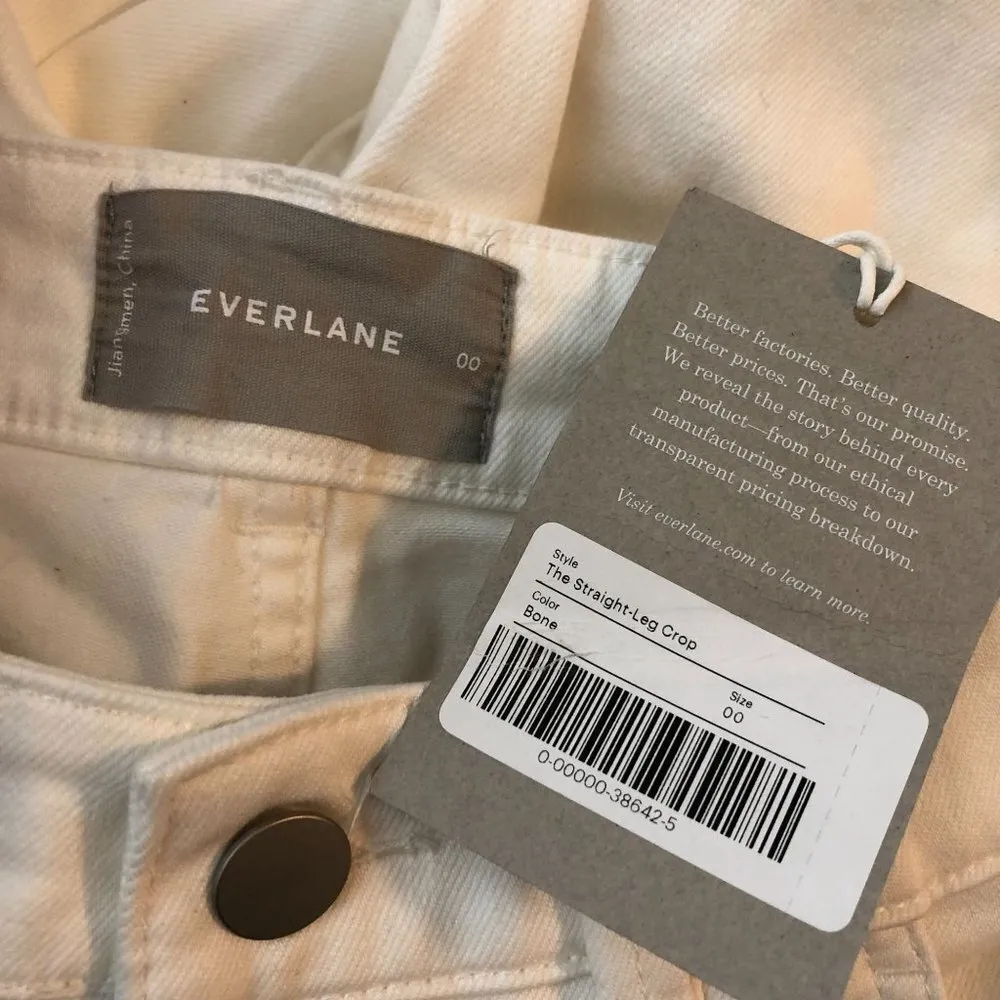 Jiangmen, China
EVERLANE
00
Better factories. Better quality.
Better prices. That's our promise.
We reveal the story behind every
product—from our ethical
manufacturing process to our
transparent pricing breakdown.
Visit everlane.com to learn more.
Style
The Straight-Leg Crop
Color
Bone
Size
00
0-00000-38642-5